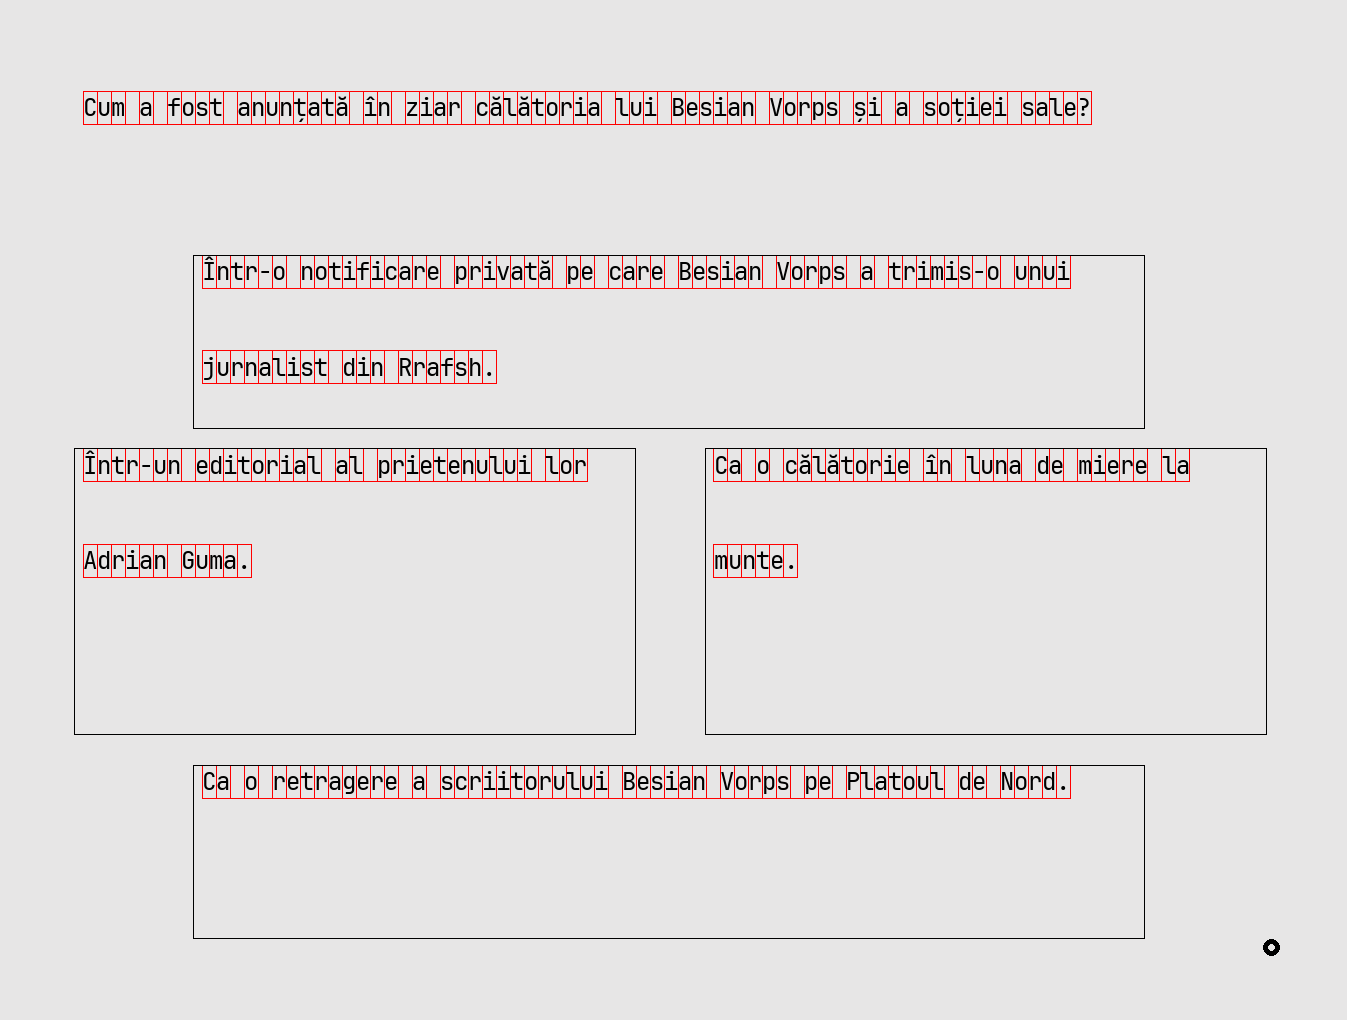 Cum a fost anunțată în ziar călătoria lui Besian Vorps și a soției sale?
Într-o notificare privată pe care Besian Vorps a trimis-o unui
jurnalist din Rrafsh.
Într-un editorial al prietenului lor
Adrian Guma.
Ca o călătorie în luna de miere la
munte.
Ca o retragere a scriitorului Besian Vorps pe Platoul de Nord.